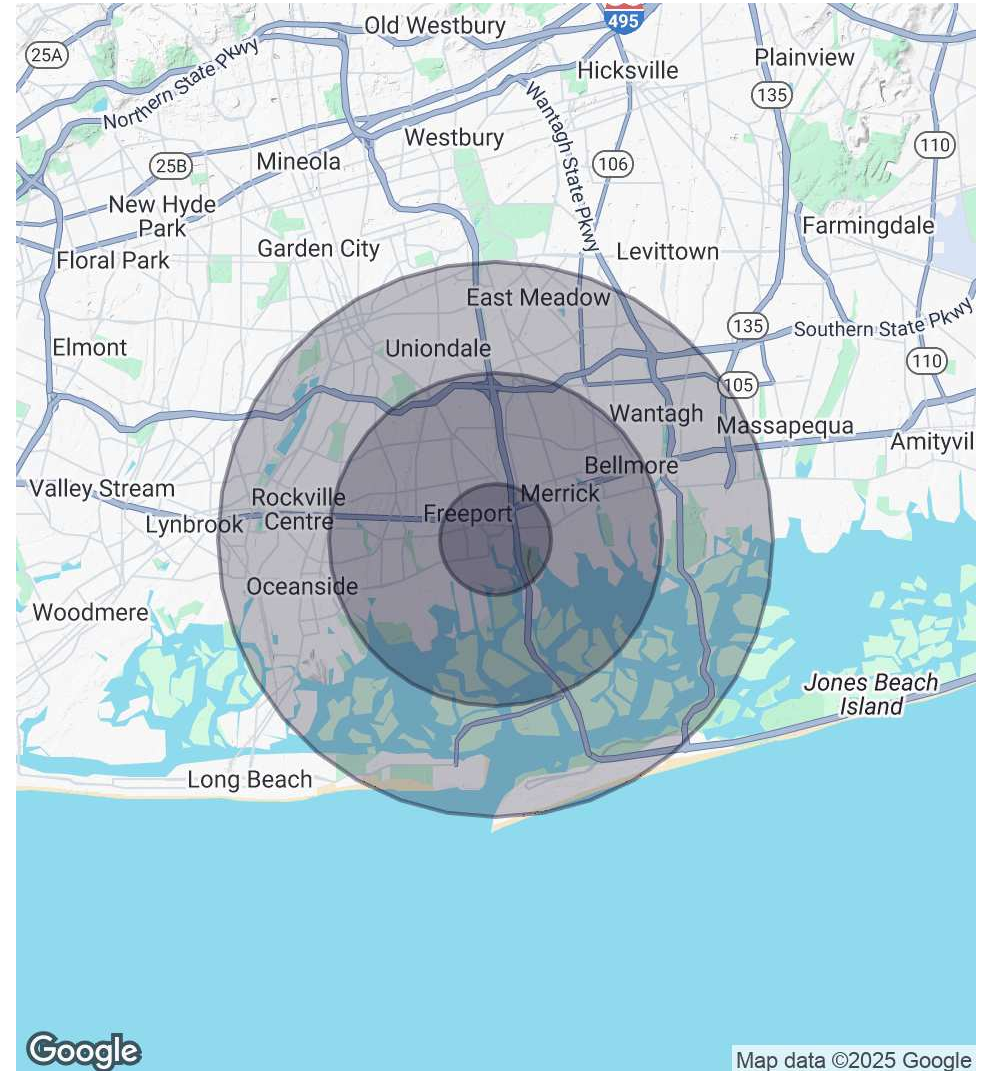 Old Westbury
495
25A
Plainview
Hicksville
Northern State Pkwy
135
Wantagh State Pkwy
Westbury
110
25B
Mineola
106
New Hyde
Park
Farmingdale
Garden City
Levittown
Floral Park
East Meadow
135
Southern State Pkwy
Elmont
Uniondale
110
105
Wantagh
Massapequa
Amityvil
Bellmore
Valley Stream
Rockville
Centre
Merrick
Freeport
Lynbrook
Oceanside
Woodmere
Jones Beach
Island
Long Beach
Google
Map data ©2025 Google